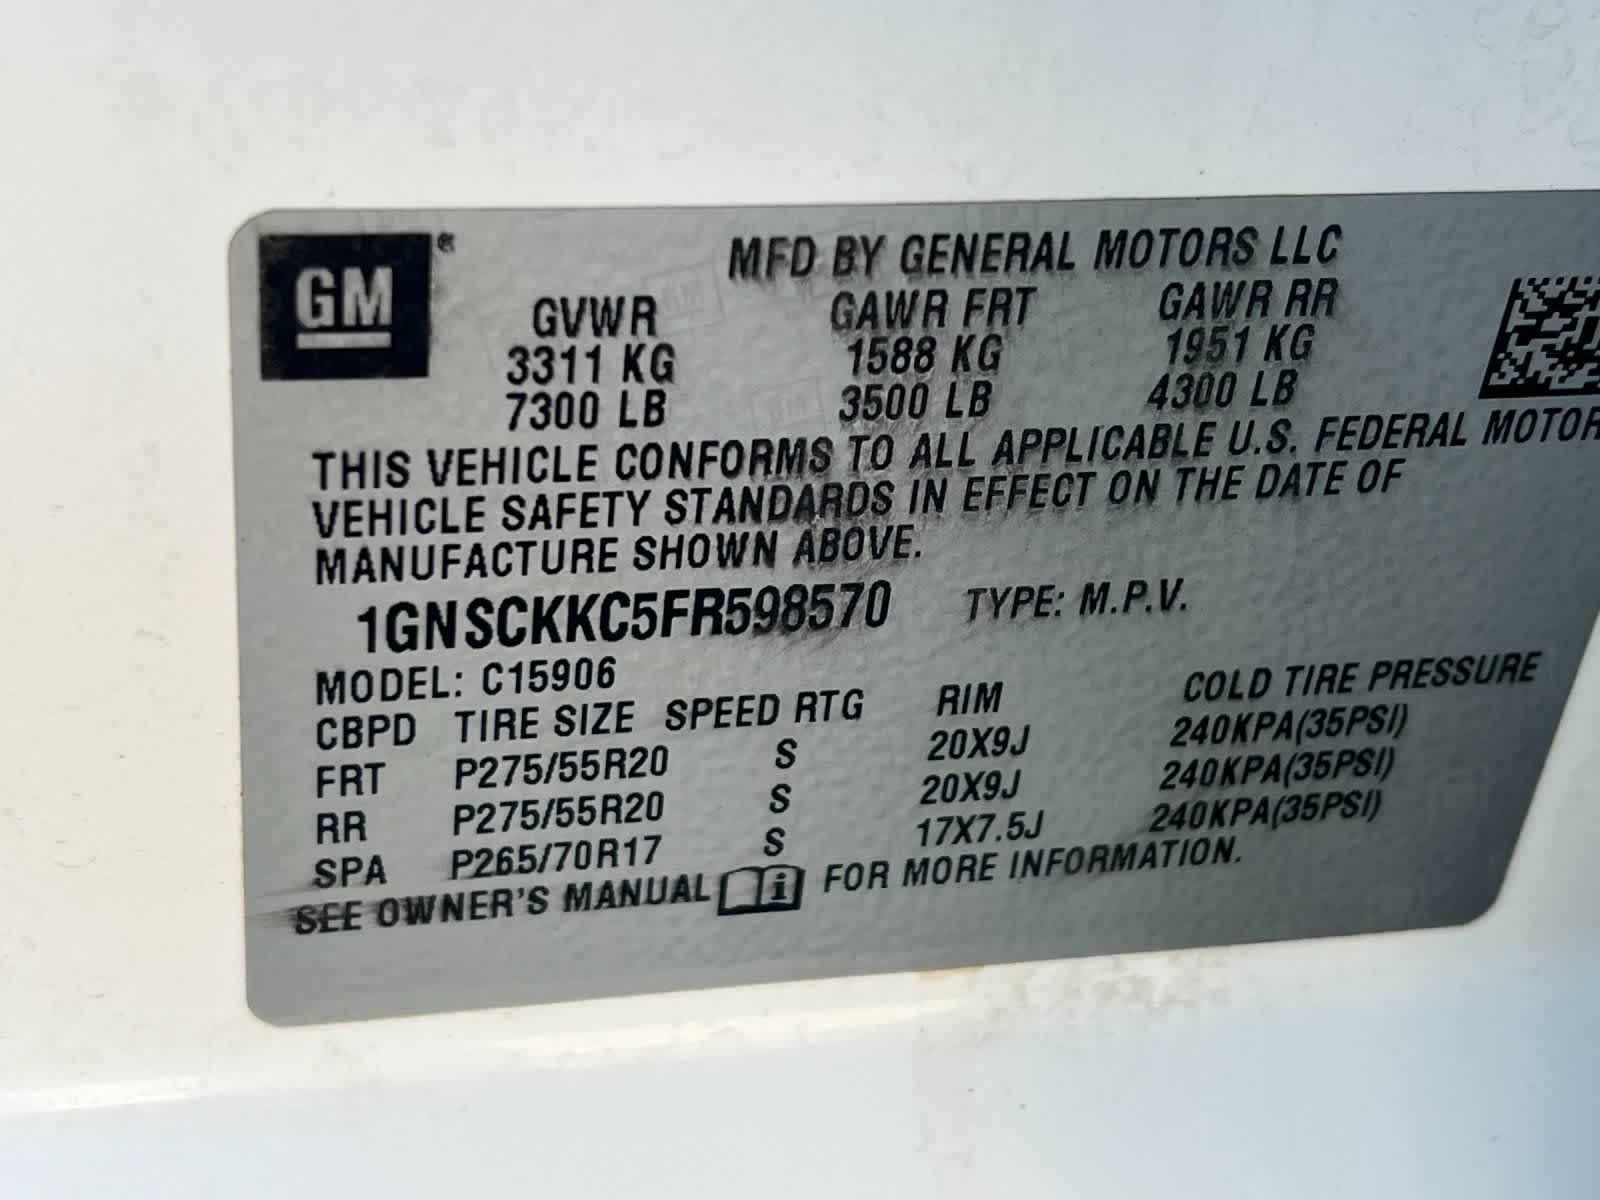 GM ®
MFD BY GENERAL MOTORS LLC
GVWR GAWR FRT GAWR RR
3311 KG 1588 KG 1951 KG
7300 LB 3500 LB 4300 LB
THIS VEHICLE CONFORMS TO ALL APPLICABLE U.S. FEDERAL MOTOR
VEHICLE SAFETY STANDARDS IN EFFECT ON THE DATE OF
MANUFACTURE SHOWN ABOVE.
1GNSCKKC5FR598570 TYPE: M.P.V.
MODEL: C15906
CBPD TIRE SIZE SPEED RTG RIM COLD TIRE PRESSURE
FRT P275/55R20 S 20X9J 240KPA(35PSI)
RR P275/55R20 S 20X9J 240KPA(35PSI)
SPA P265/70R17 S 17X7.5J 240KPA(35PSI)
SEE OWNER'S MANUAL i FOR MORE INFORMATION.